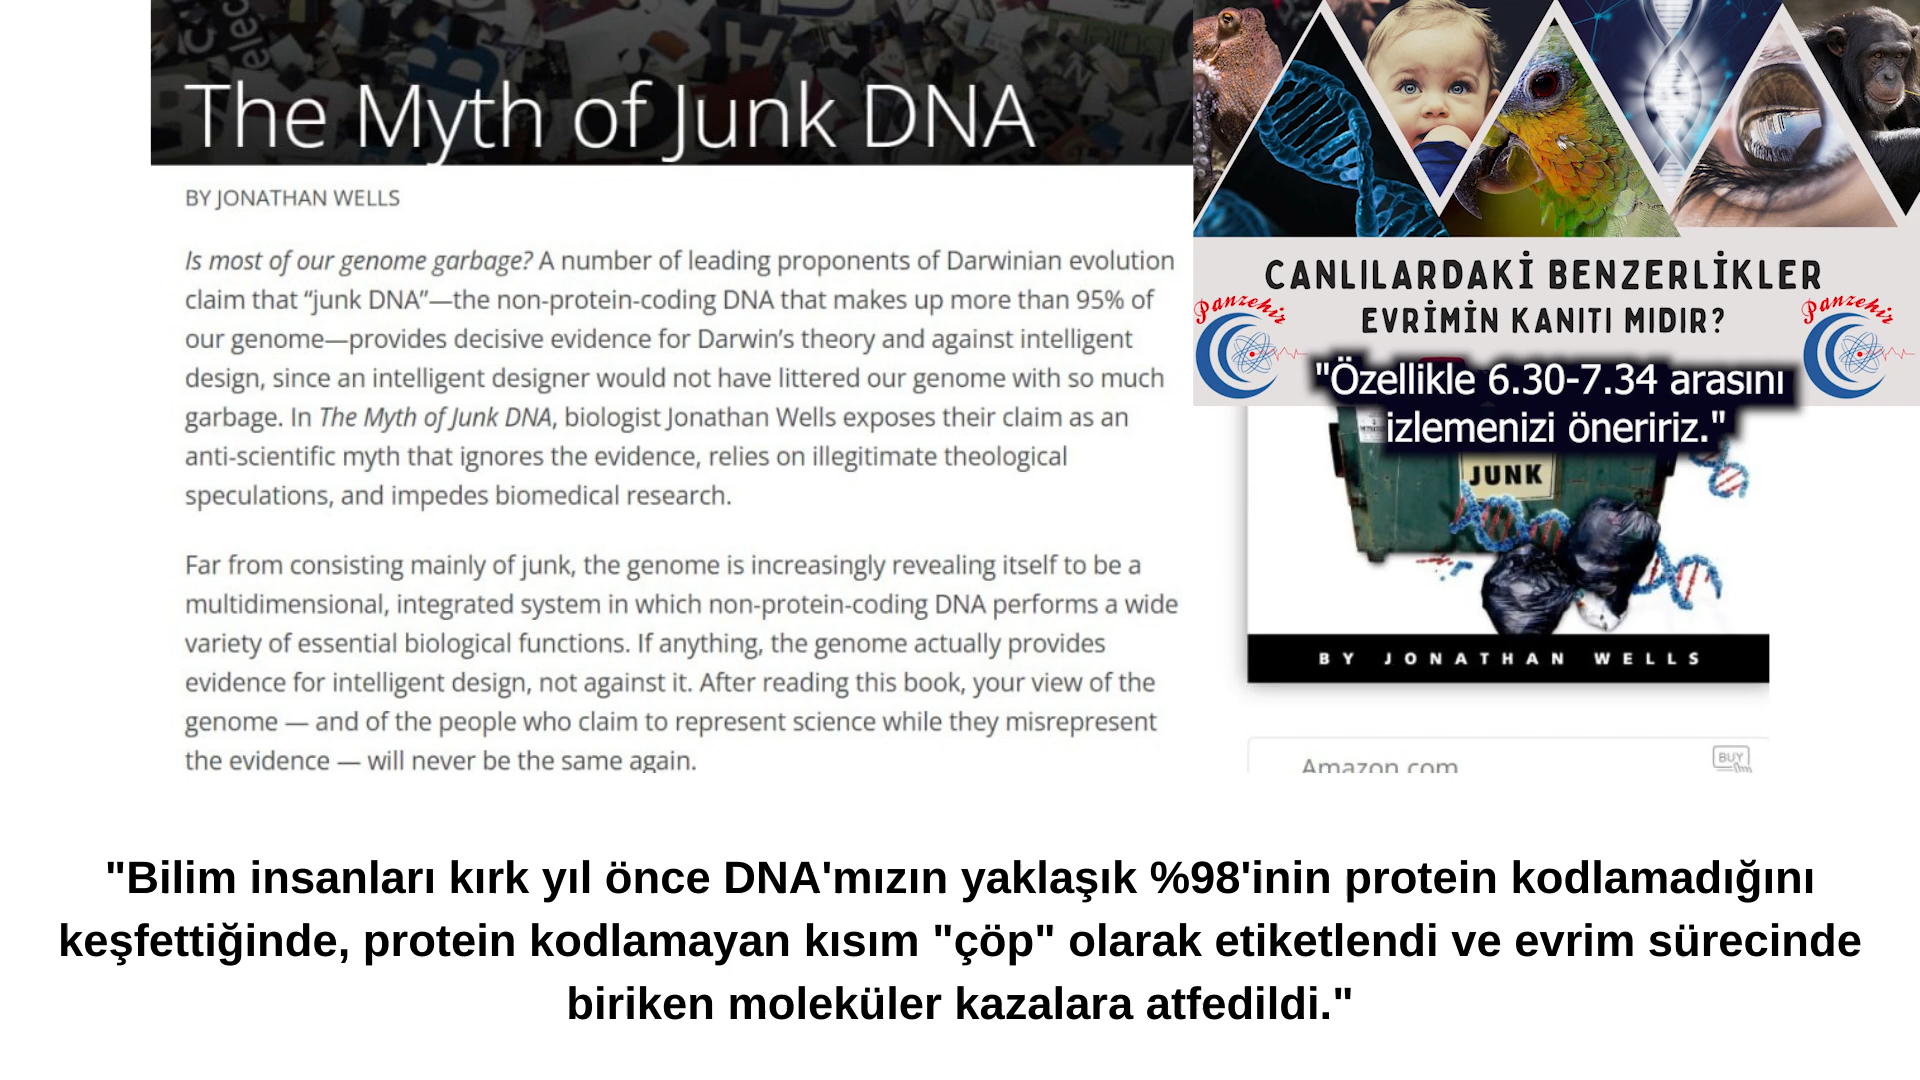 The Myth of Junk DNA
BY JONATHAN WELLS
Is most of our genome garbage? A number of leading proponents of Darwinian evolution
claim that “junk DNA”—the non-protein-coding DNA that makes up more than 95% of
our genome—provides decisive evidence for Darwin’s theory and against intelligent
design, since an intelligent designer would not have littered our genome with so much
garbage. In The Myth of Junk DNA, biologist Jonathan Wells exposes their claim as an
anti-scientific myth that ignores the evidence, relies on illegitimate theological
speculations, and impedes biomedical research.
Far from consisting mainly of junk, the genome is increasingly revealing itself to be a
multidimensional, integrated system in which non-protein-coding DNA performs a wide
variety of essential biological functions. If anything, the genome actually provides
evidence for intelligent design, not against it. After reading this book, your view of the
genome — and of the people who claim to represent science while they misrepresent
the evidence — will never be the same again.
CANLILARDAKİ BENZERLİKLER
EVRİMİN KANITI MIDIR?
Panzehir
Panzehir
"Özellikle 6.30-7.34 arasını
izlemenizi öneririz."
JUNK
BY JONATHAN WELLS
Amazon.com
BUY
"Bilim insanları kırk yıl önce DNA'mızın yaklaşık %98'inin protein kodlamadığını
keşfettiğinde, protein kodlamayan kısım "çöp" olarak etiketlendi ve evrim sürecinde
biriken moleküler kazalara atfedildi."